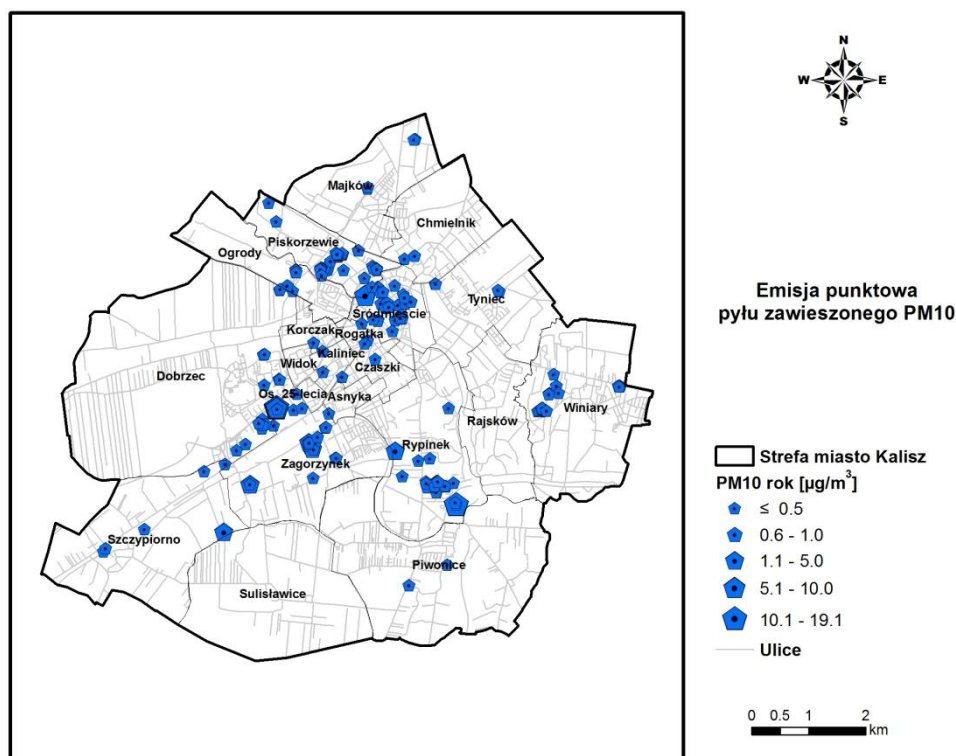 N
W E
S
Majków
Chmielnik
Piskorzewie
Ogrody
Tyniec
Śródmieście
Korczak
Rogatka
Kaliniec
Dobrzec
Widok
Czaszki
Os. 25-lecia
Asnyka
Winiary
Rajsków
Rypinek
Zagorzynek
Szczypiorno
Piwonice
Sulisławice
Emisja punktowa
pyłu zawieszonego PM10
Strefa miasto Kalisz
PM10 rok [µg/m³]
≤ 0.5
0.6 - 1.0
1.1 - 5.0
5.1 - 10.0
10.1 - 19.1
Ulice
0 0,5 1 2
km